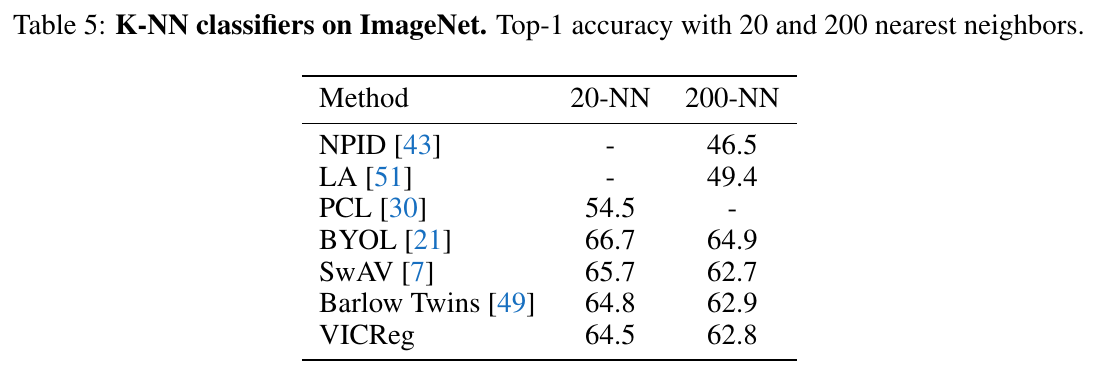 Table 5: K-NN classifiers on ImageNet. Top-1 accuracy with 20 and 200 nearest neighbors.
Method 20-NN 200-NN
NPID [43] - 46.5
LA [51] - 49.4
PCL [30] 54.5 -
BYOL [21] 66.7 64.9
SwAV [7] 65.7 62.7
Barlow Twins [49] 64.8 62.9
VICReg 64.5 62.8